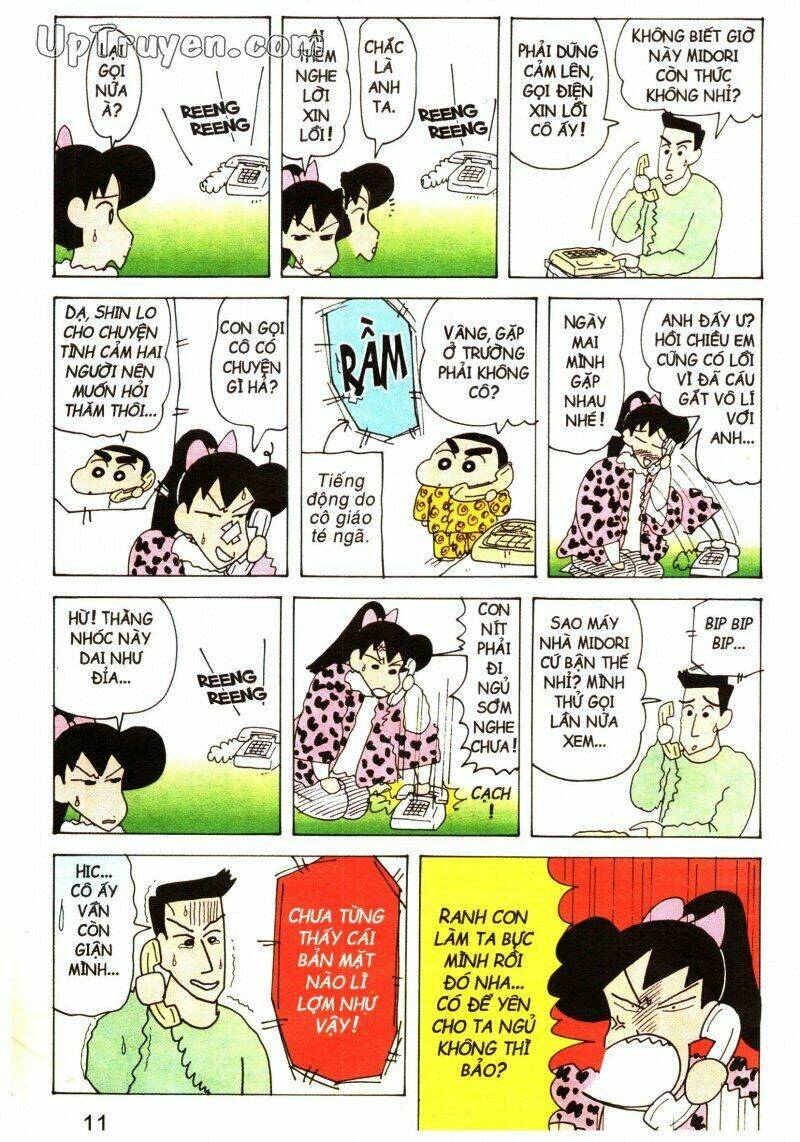 UpTruyen.com
KHÔNG BIẾT GIỜ
NÀY MIDORI
CÒN THỨC
KHÔNG NHỈ?
PHẢI DŨNG
CẢM LÊN,
GỌI ĐIỆN
XIN LỖI
CÔ ẤY!
REENG
REENG
CHẮC
LÀ
ANH
TA.
AI
THÈM
NGHE
LỜI
XIN
LỖI!
REENG
REENG
LẠI
GỌI
NỮA
À?
ANH ĐẤY Ư?
HỒI CHIỀU EM
CŨNG CÓ LỖI
VÌ ĐÃ CÁU
GẮT VÔ LÍ
VỚI
ANH...
NGÀY
MAI
MÌNH
GẶP
NHAU
NHÉ!
VÂNG, GẶP
Ở TRƯỜNG
PHẢI KHÔNG
CÔ?
RẦM
Tiếng
động do
cô giáo
té ngã.
CON GỌI
CÔ CÓ
CHUYỆN
GÌ HẢ?
DẠ, SHIN LO
CHO CHUYỆN
TÌNH CẢM HAI
NGƯỜI NÊN
MUỐN HỎI
THĂM THÔI...
BIP BIP
BIP...
SAO MÁY
NHÀ MIDORI
CỨ BẬN THẾ
NHỈ? MÌNH
THỬ GỌI
LẦN NỮA
XEM...
CON
NÍT PHẢI
ĐI
NGỦ
SỚM
NGHE
CHƯA!
CẠCH
!
REENG
REENG
HỪ! THẰNG
NHÓC NÀY
DAI NHƯ
ĐỈA...
RANH CON
LÀM TA BỰC
MÌNH RỒI
ĐÓ NHA...
CÓ ĐỂ YÊN
CHO TA NGỦ
KHÔNG THÌ
BẢO?
CHƯA TỪNG
THẤY CÁI
BẢN MẶT
NÀO LÌ
LỢM NHƯ
VẬY!
HIC...
CÔ ẤY
VẪN
CÒN
GIẬN
MÌNH...
11